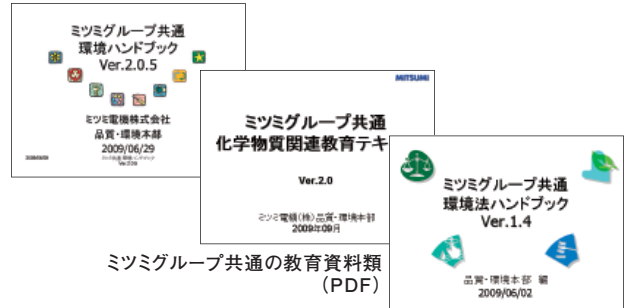 ミツミグループ共通
環境ハンドブック
Ver.2.0.5
ミツミ電機株式会社
品質・環境本部
2009/06/29
MITSUMI
ミツミグループ共通
化学物質関連教育テキ
Ver.2.0
ミツミ電機(株)品質・環境本部
2009年09月
ミツミグループ共通
環境法ハンドブック
Ver.1.4
品質・環境本部 編
2009/06/02
ミツミグループ共通の教育資料類
(PDF)